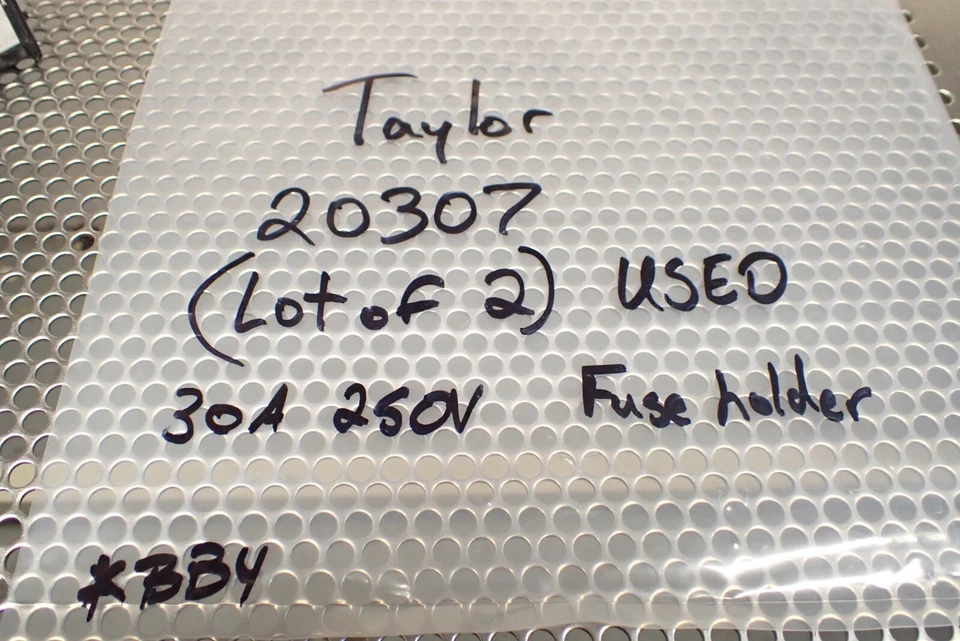 Taylor
20307
(Lot of 2) USED
30A 250V Fuse holder
*BB4